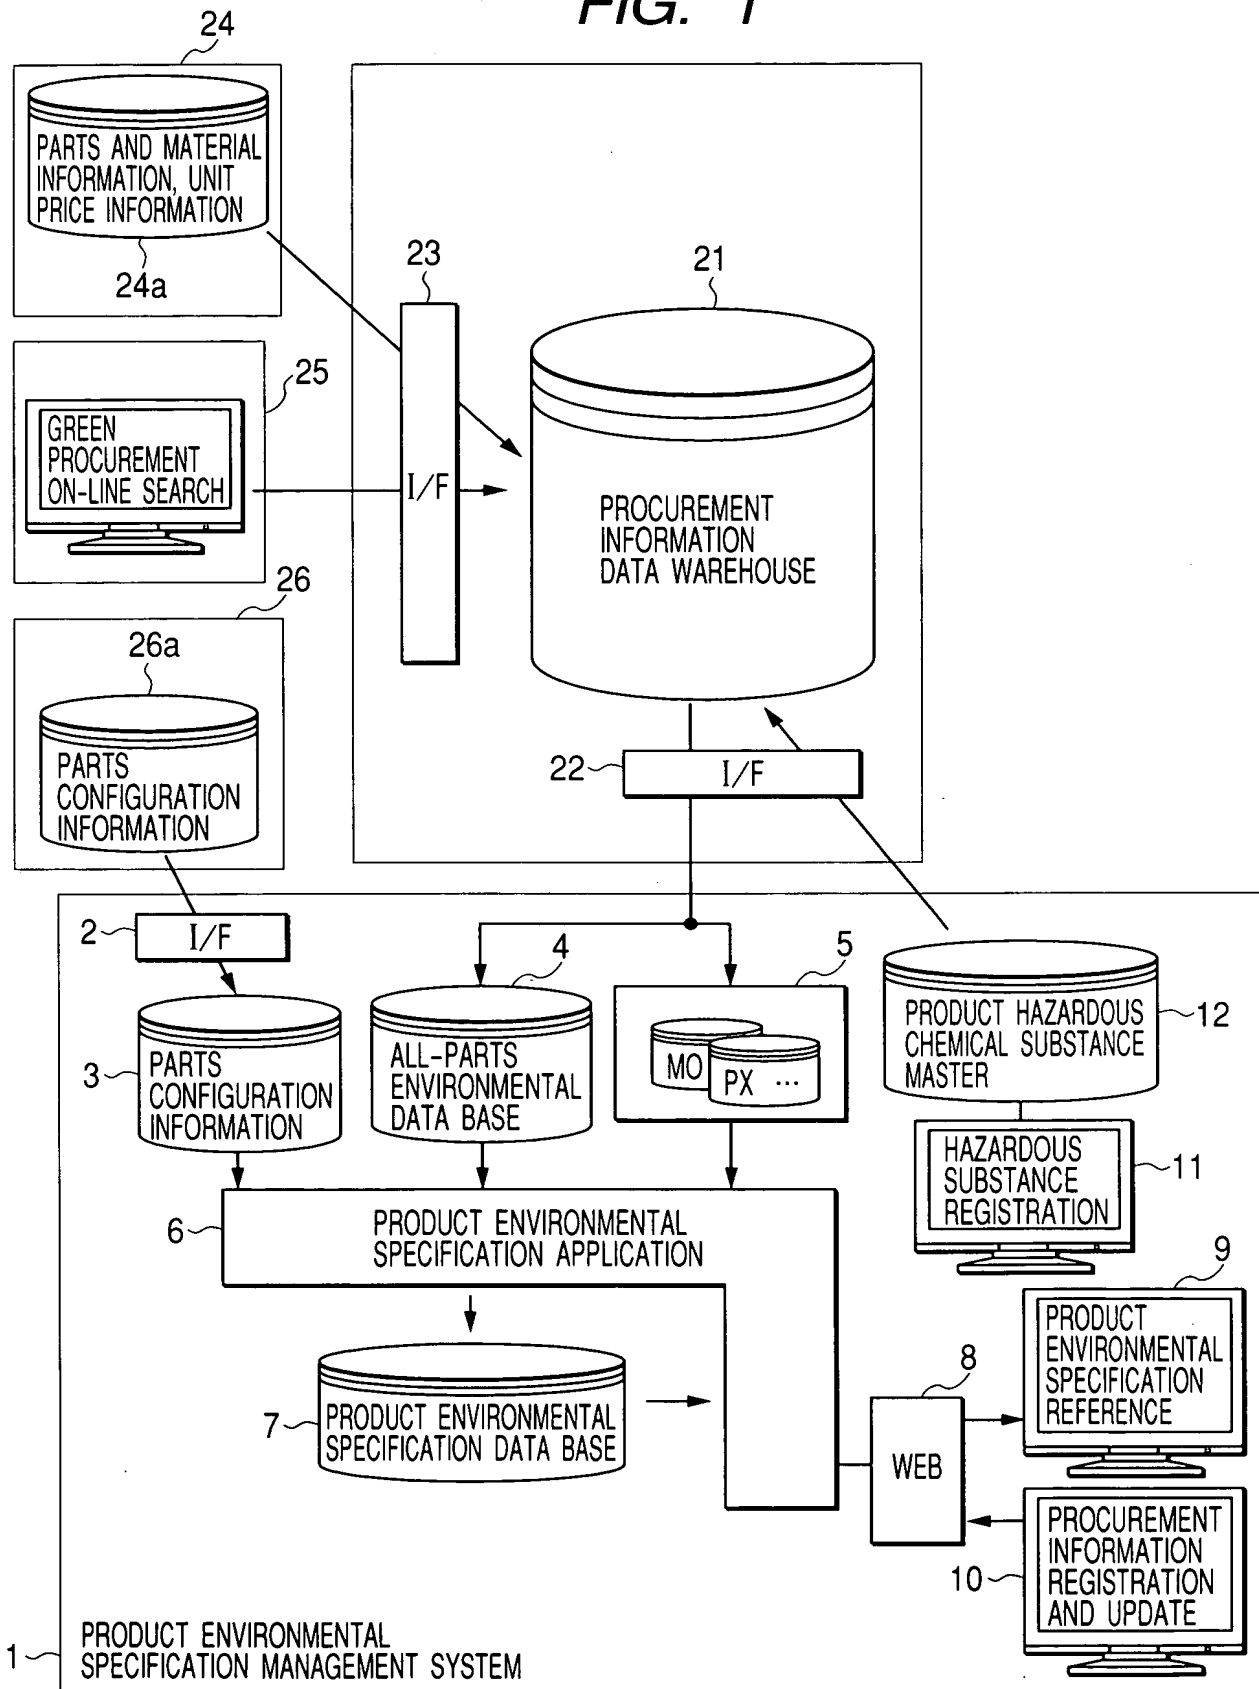 FIG. 1
24
PARTS AND MATERIAL
INFORMATION, UNIT
PRICE INFORMATION
24a
23
21
25
GREEN
PROCUREMENT
ON-LINE SEARCH
I/F
PROCUREMENT
INFORMATION
DATA WAREHOUSE
26
26a
PARTS
CONFIGURATION
INFORMATION
22
I/F
2
I/F
4
5
3
PARTS
CONFIGURATION
INFORMATION
ALL-PARTS
ENVIRONMENTAL
DATA BASE
MO
PX ...
PRODUCT HAZARDOUS
CHEMICAL SUBSTANCE
MASTER
12
HAZARDOUS
SUBSTANCE
REGISTRATION
11
6
PRODUCT ENVIRONMENTAL
SPECIFICATION APPLICATION
9
PRODUCT
ENVIRONMENTAL
SPECIFICATION
REFERENCE
8
7
PRODUCT ENVIRONMENTAL
SPECIFICATION DATA BASE
WEB
10
PROCUREMENT
INFORMATION
REGISTRATION
AND UPDATE
1
PRODUCT ENVIRONMENTAL
SPECIFICATION MANAGEMENT SYSTEM